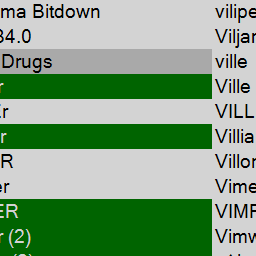 ma Bitdown vilipe
34.0 Viljar
Drugs ville
r Ville
r VILL
r Villia
R Villor
er Vime
ER VIMF
r (2) Vimw